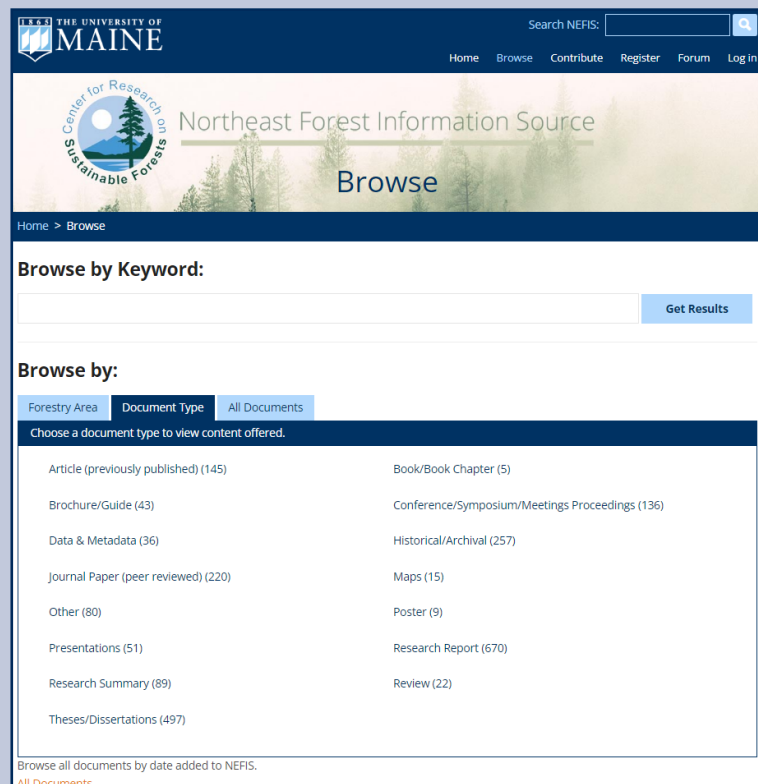 1865 THE UNIVERSITY OF
MAINE
Search NEFIS:
Home Browse Contribute Register Forum Log in
Center for Research on Sustainable Forests
Northeast Forest Information Source
Browse
Home > Browse
Browse by Keyword:
Get Results
Browse by:
Forestry Area Document Type All Documents
Choose a document type to view content offered.
Article (previously published) (145) Book/Book Chapter (5)
Brochure/Guide (43) Conference/Symposium/Meetings Proceedings (136)
Data & Metadata (36) Historical/Archival (257)
Journal Paper (peer reviewed) (220) Maps (15)
Other (80) Poster (9)
Presentations (51) Research Report (670)
Research Summary (89) Review (22)
Theses/Dissertations (497)
Browse all documents by date added to NEFIS.
All Documents